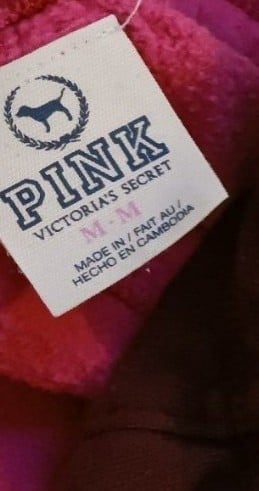 PINK
VICTORIA'S SECRET
M - M
MADE IN / FAIT AU /
HECHO EN CAMBODIA